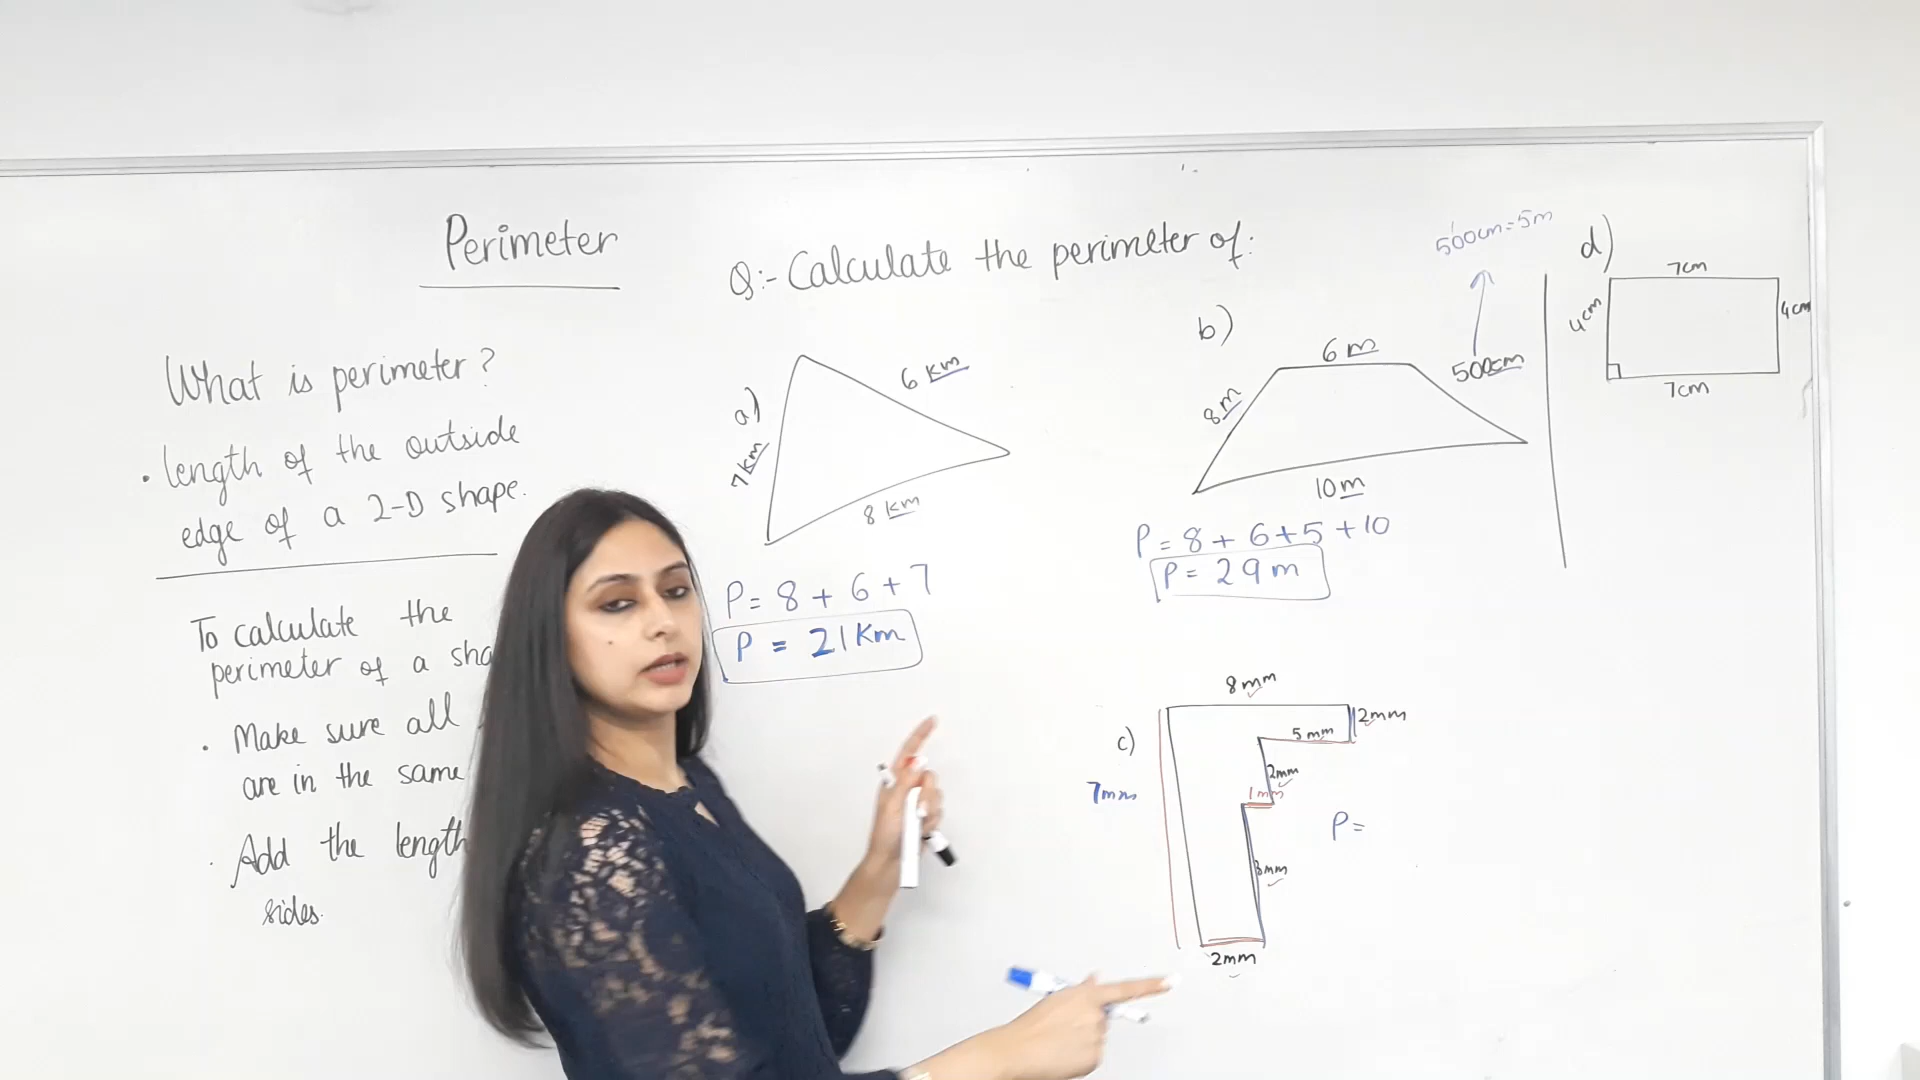 Perimeter
What is perimeter?
• length of the outside
edge of a 2-D shape.
To calculate the
perimeter of a sha
• Make sure all
are in the same
• Add the length
sides.
Q:- Calculate the perimeter of:
a)
6 km
7 km
8 km
P = 8 + 6 + 7
P = 21 Km
b)
6 m
8 m
500cm = 5m
500cm
10 m
P = 8 + 6 + 5 + 10
P = 29 m
c)
8 mm
2mm
5 mm
2mm
1mm
7mm
3mm
2mm
P =
d)
7cm
4cm
4cm
7cm